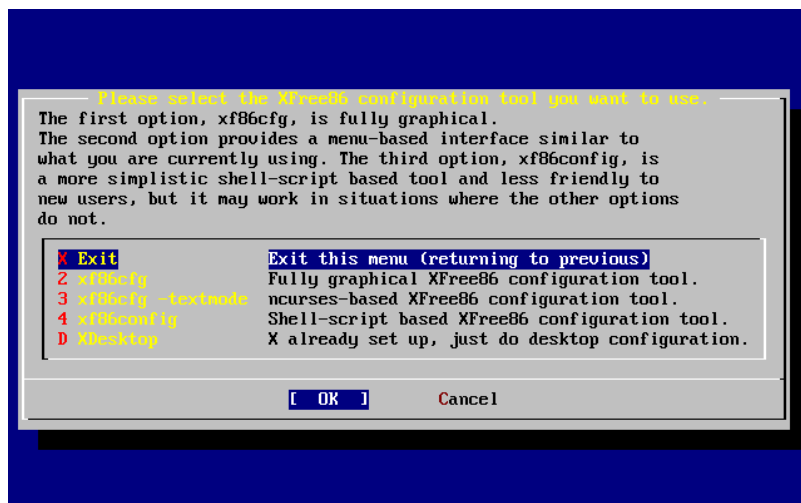 Please select the XFree86 configuration tool you want to use.
The first option, xf86cfg, is fully graphical.
The second option provides a menu-based interface similar to
what you are currently using. The third option, xf86config, is
a more simplistic shell-script based tool and less friendly to
new users, but it may work in situations where the other options
do not.
X Exit Exit this menu (returning to previous)
2 xf86cfg Fully graphical XFree86 configuration tool.
3 xf86cfg -textmode ncurses-based XFree86 configuration tool.
4 xf86config Shell-script based XFree86 configuration tool.
D XDesktop X already set up, just do desktop configuration.
[ OK ] Cancel